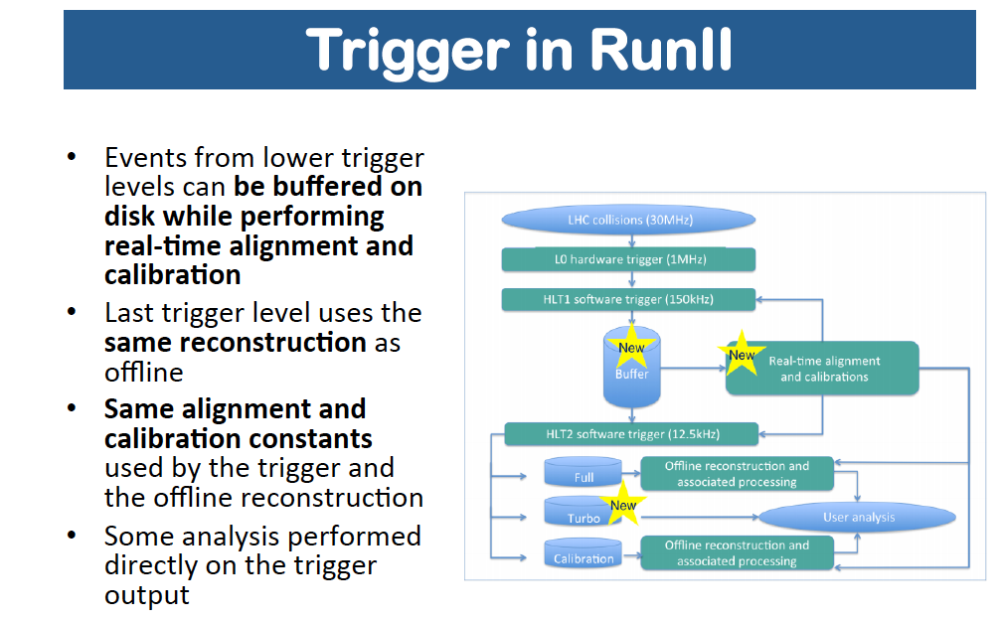 Trigger in RunII
• Events from lower trigger
levels can be buffered on
disk while performing
real-time alignment and
calibration
• Last trigger level uses the
same reconstruction as
offline
• Same alignment and
calibration constants
used by the trigger and
the offline reconstruction
• Some analysis performed
directly on the trigger
output
LHC collisions (30MHz)
L0 hardware trigger (1MHz)
HLT1 software trigger (150kHz)
New
Buffer
New
Real-time alignment
and calibrations
HLT2 software trigger (12.5kHz)
Full
Offline reconstruction and
associated processing
New
Turbo
User analysis
Calibration
Offline reconstruction and
associated processing